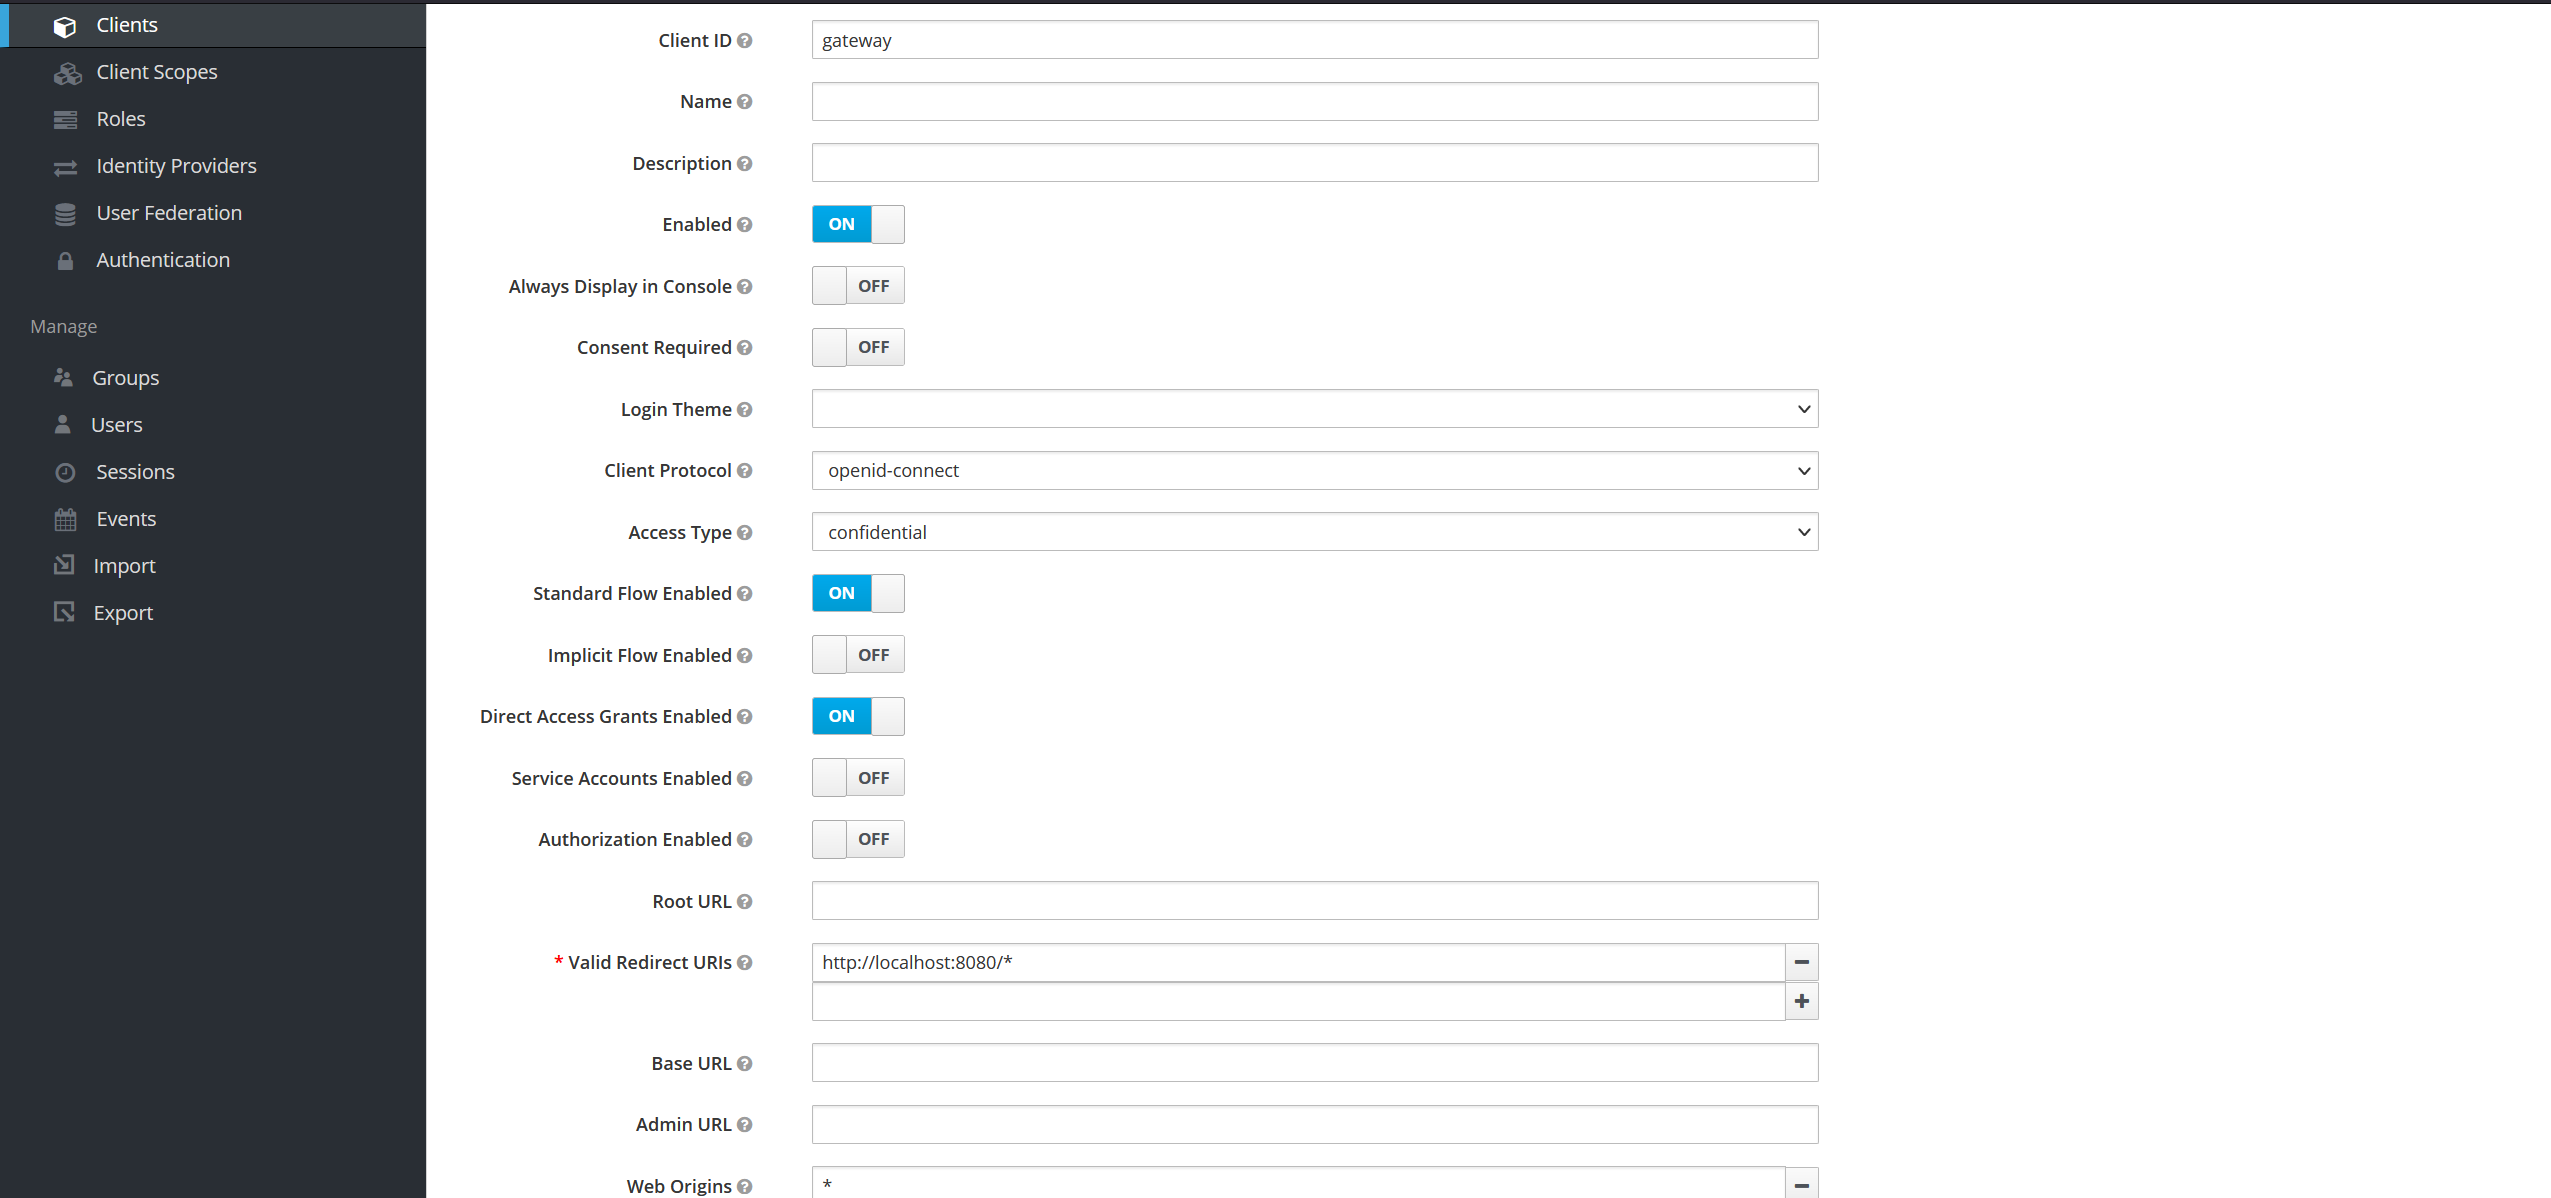 Clients
Client Scopes
Roles
Identity Providers
User Federation
Authentication
Manage
Groups
Users
Sessions
Events
Import
Export
Client ID
gateway
Name
Description
Enabled
ON
Always Display in Console
OFF
Consent Required
OFF
Login Theme
Client Protocol
openid-connect
Access Type
confidential
Standard Flow Enabled
ON
Implicit Flow Enabled
OFF
Direct Access Grants Enabled
ON
Service Accounts Enabled
OFF
Authorization Enabled
OFF
Root URL
* Valid Redirect URIs
http://localhost:8080/*
Base URL
Admin URL
Web Origins
*